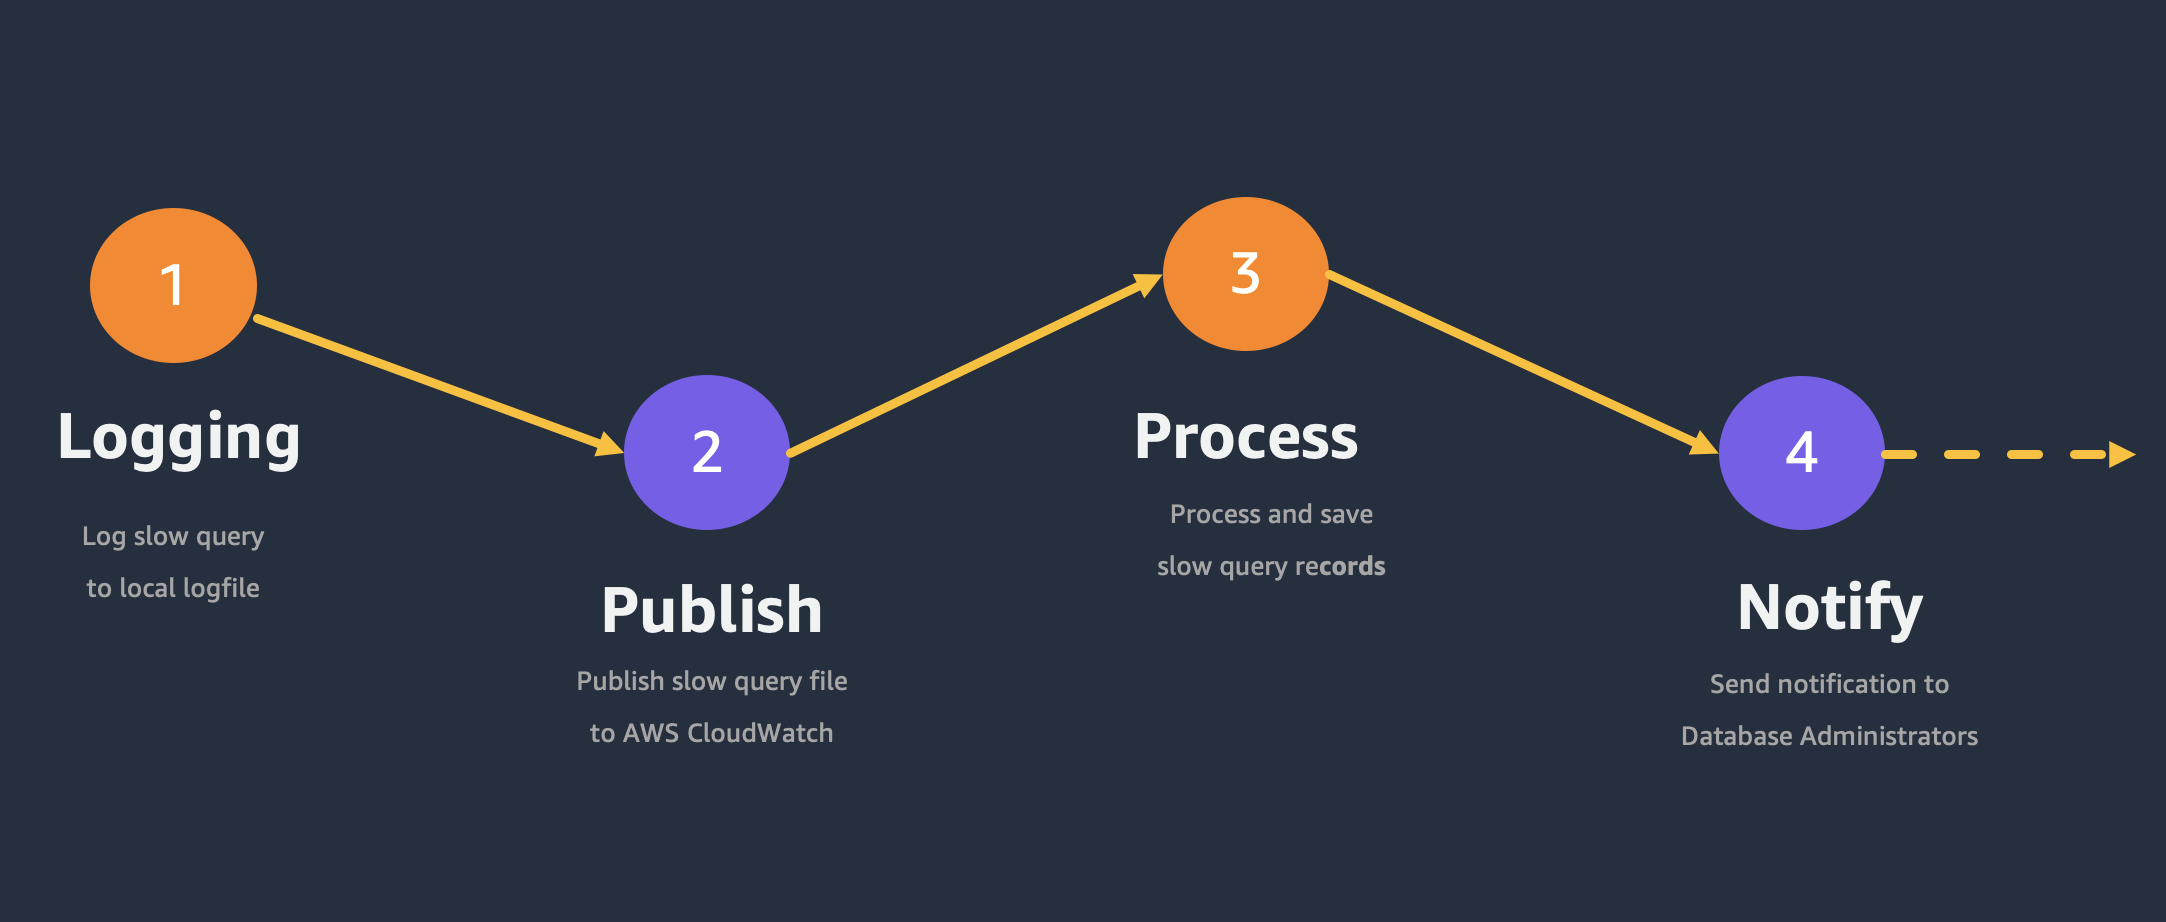 1
Logging
Log slow query
to local logfile
2
Publish
Publish slow query file
to AWS CloudWatch
3
Process
Process and save
slow query records
4
Notify
Send notification to
Database Administrators